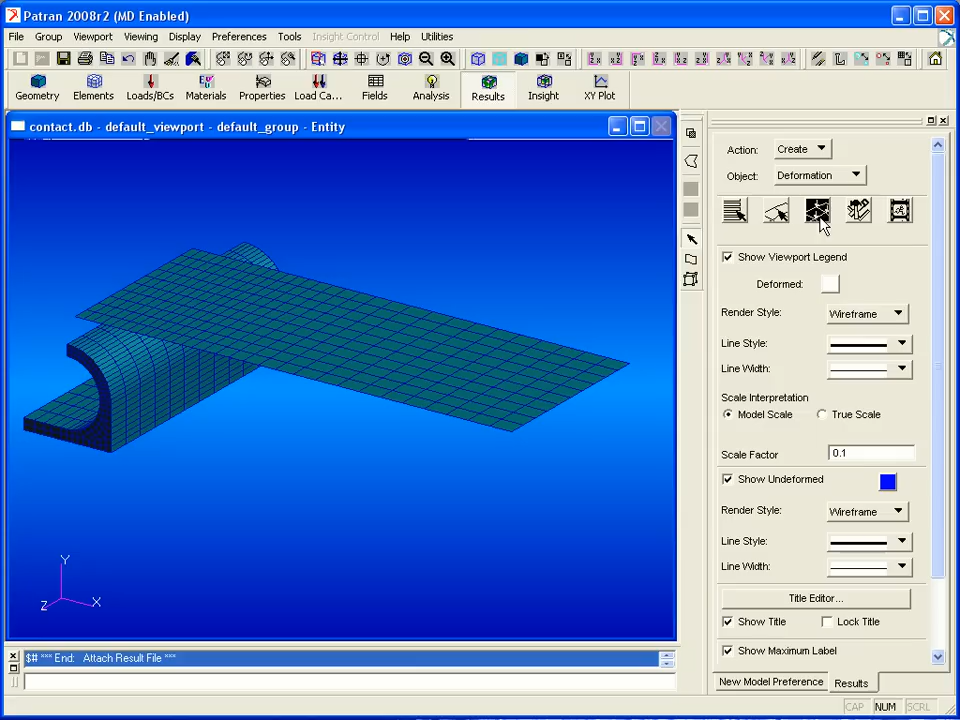 Patran 2008r2 (MD Enabled)
File Group Viewport Viewing Display Preferences Tools Insight Control Help Utilities
Geometry Elements Loads/BCs Materials Properties Load Ca... Fields Analysis Results Insight XY Plot
contact.db - default_viewport - default_group - Entity
Action: Create
Object: Deformation
Show Viewport Legend
Deformed:
Render Style: Wireframe
Line Style:
Line Width:
Scale Interpretation
Model Scale True Scale
Scale Factor 0.1
Show Undeformed
Render Style: Wireframe
Line Style:
Line Width:
Title Editor...
Show Title Lock Title
Show Maximum Label
Y
Z X
$# *** End: Attach Result File ***
New Model Preference Results
CAP NUM SCRL